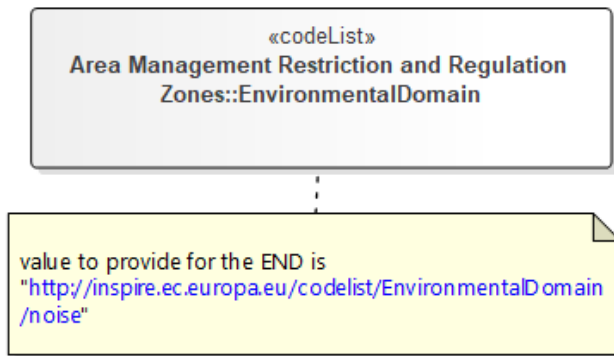 «codeList»
Area Management Restriction and Regulation
Zones::EnvironmentalDomain
value to provide for the END is
"http://inspire.ec.europa.eu/codelist/EnvironmentalDomain
/noise"